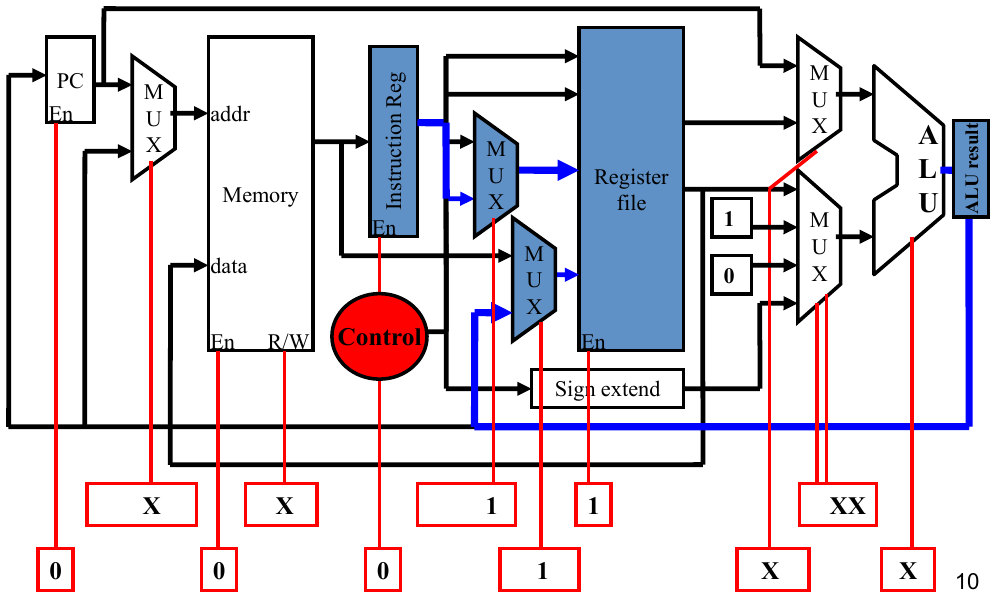 PC
En
M
U
X
addr
Memory
data
En
R/W
Instruction Reg
En
Control
M
U
X
M
U
X
Register
file
En
Sign extend
1
0
M
U
X
M
U
X
A
L
U
ALU result
X
X
1
1
XX
0
0
0
1
X
X
10